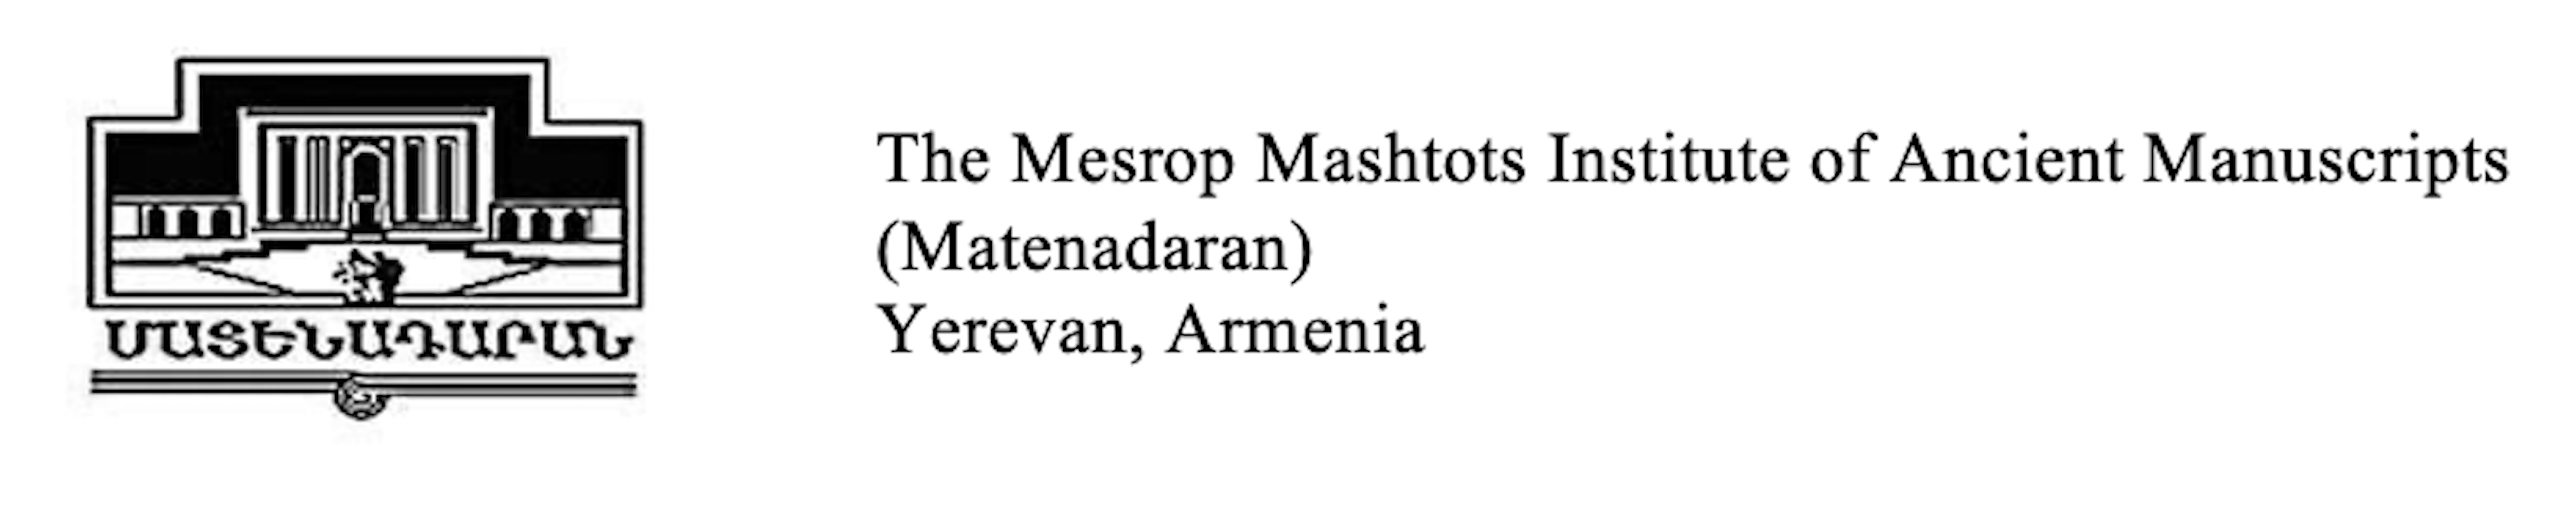 ՄԱՏԵՆԱԴԱՐԱՆ
The Mesrop Mashtots Institute of Ancient Manuscripts
(Matenadaran)
Yerevan, Armenia